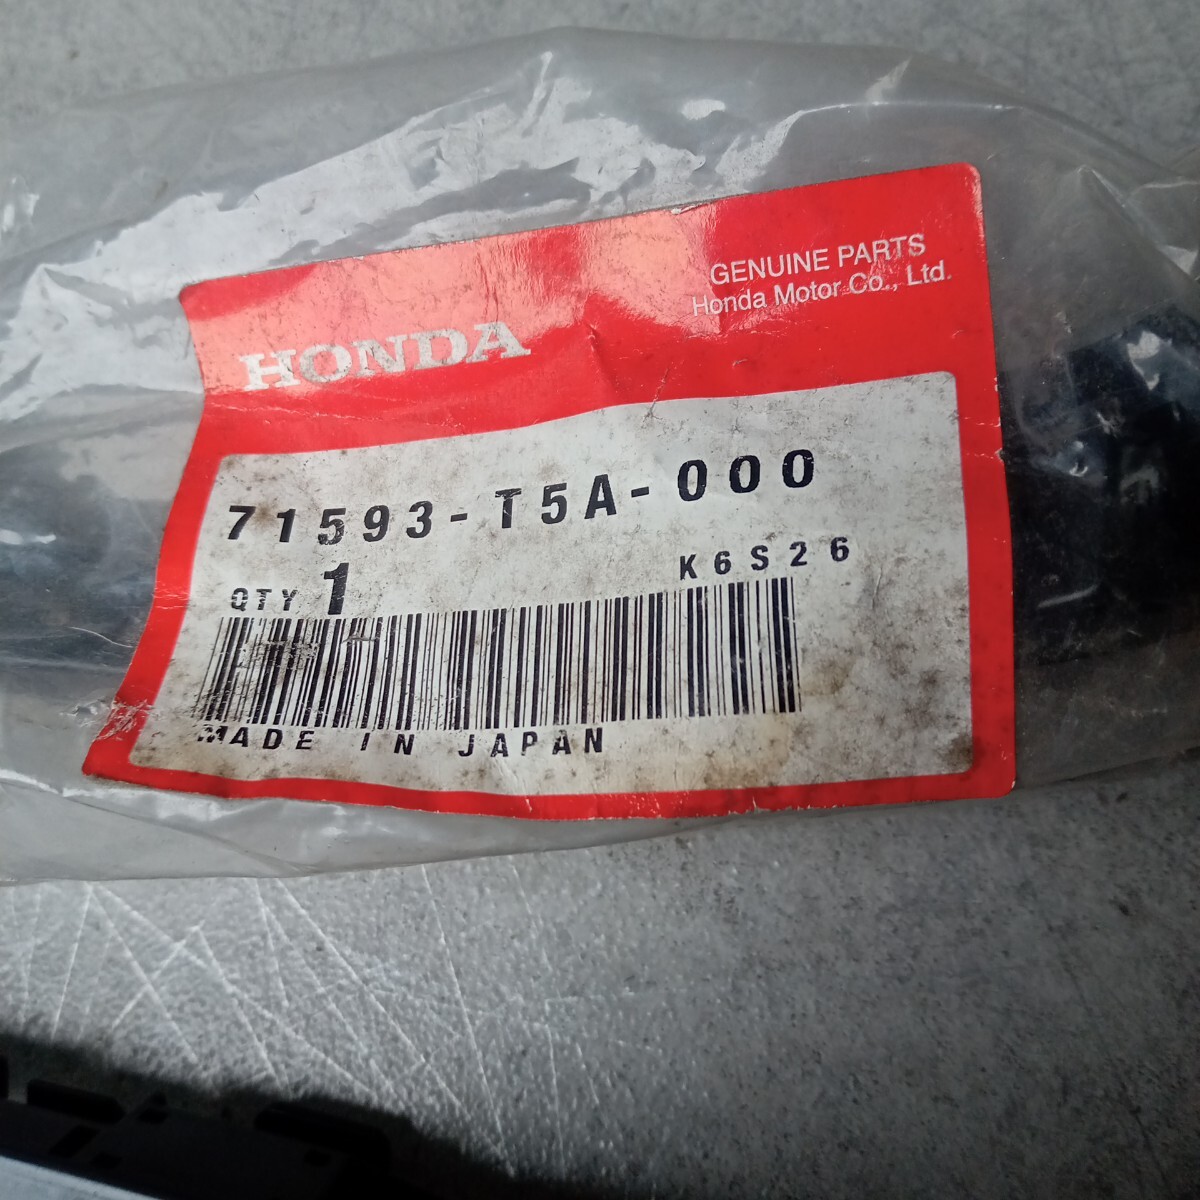 GENUINE PARTS
Honda Motor Co., Ltd.
HONDA
71593-T5A-000
QTY 1
K6S26
MADE IN JAPAN